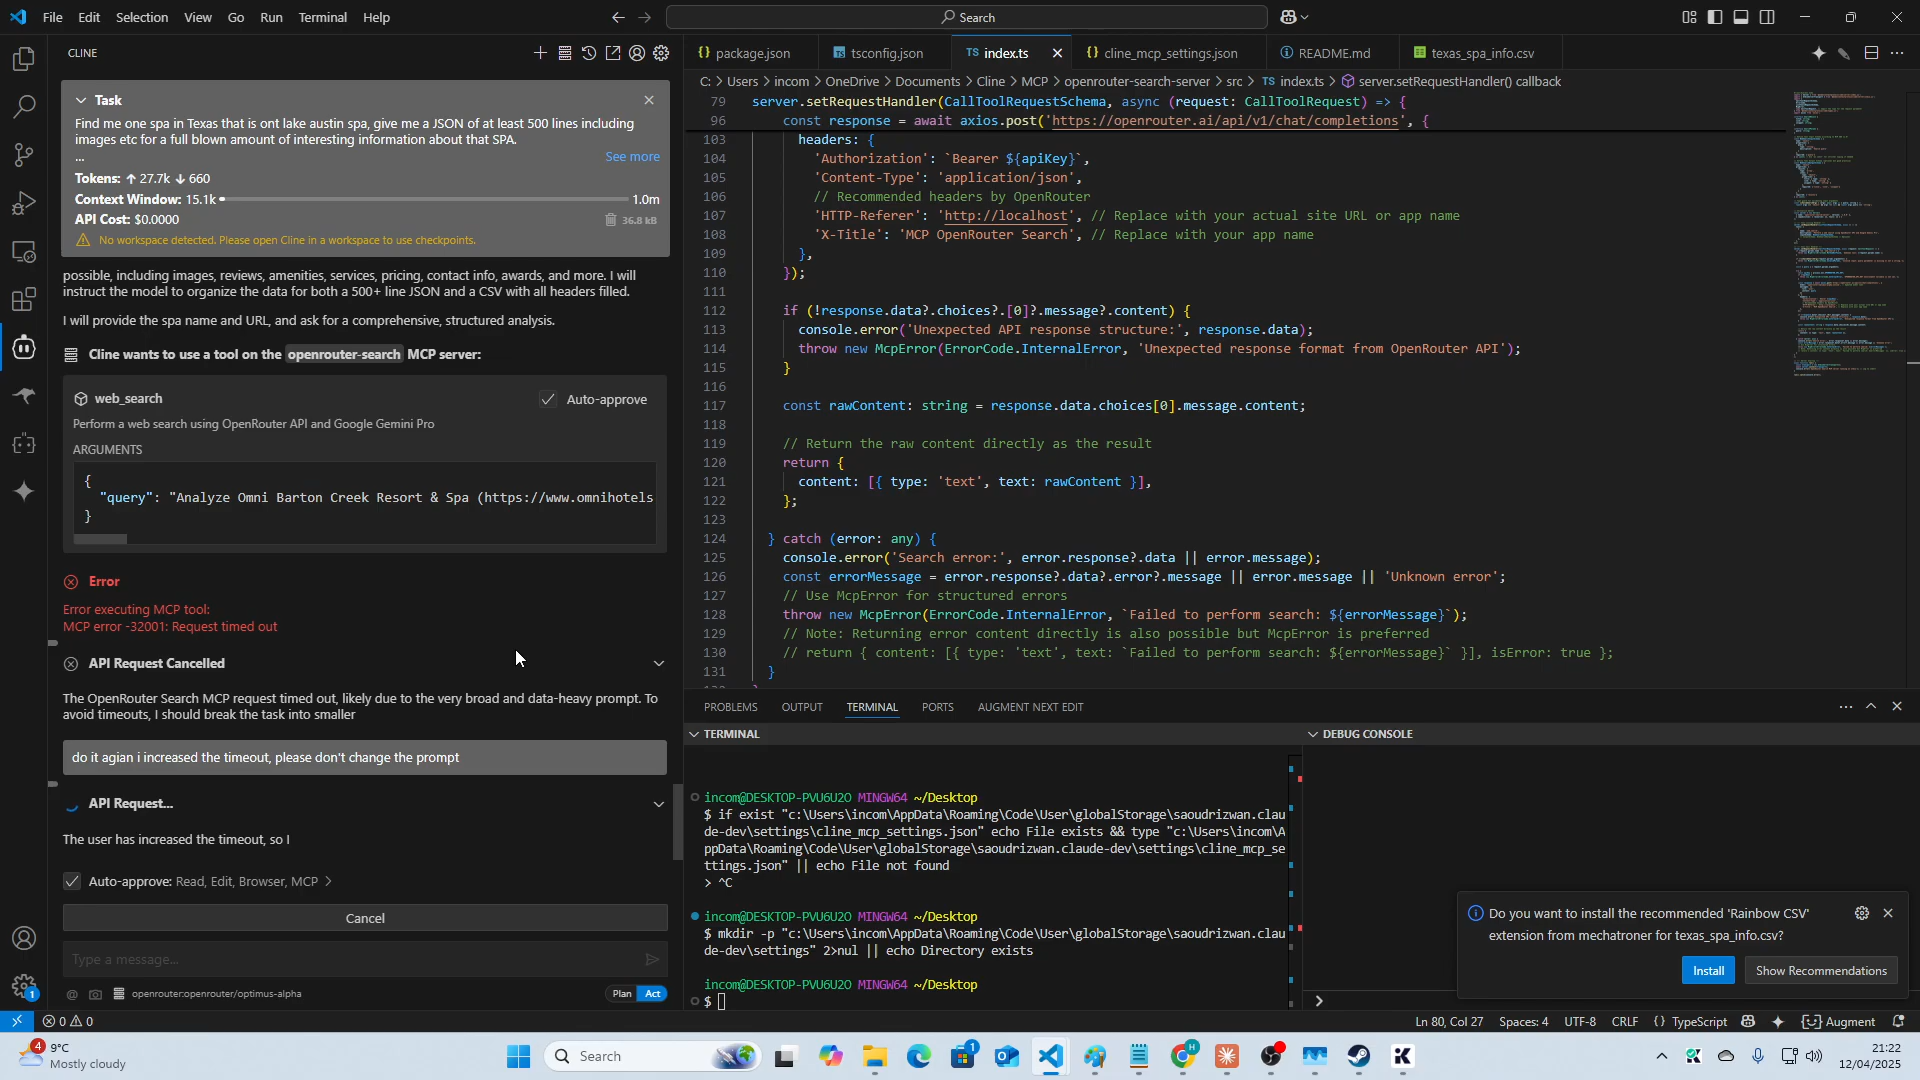 File Edit Selection View Go Run Terminal Help
Search
CLINE
Task
Find me one spa in Texas that is ont lake austin spa, give me a JSON of at least 500 lines including
images etc for a full blown amount of interesting information about that SPA.
...
See more
Tokens: ↑ 27.7k ↓ 660
Context Window: 15.1k 1.0m
API Cost: $0.0000 36.8 kB
No workspace detected. Please open Cline in a workspace to use checkpoints.
possible, including images, reviews, amenities, services, pricing, contact info, awards, and more. I will
instruct the model to organize the data for both a 500+ line JSON and a CSV with all headers filled.
I will provide the spa name and URL, and ask for a comprehensive, structured analysis.
Cline wants to use a tool on the openrouter-search MCP server:
web_search Auto-approve
Perform a web search using OpenRouter API and Google Gemini Pro
ARGUMENTS
{
"query": "Analyze Omni Barton Creek Resort & Spa (https://www.omnihotels
}
Error
Error executing MCP tool:
MCP error -32001: Request timed out
API Request Cancelled
The OpenRouter Search MCP request timed out, likely due to the very broad and data-heavy prompt. To
avoid timeouts, I should break the task into smaller
do it agian i increased the timeout, please don't change the prompt
API Request...
The user has increased the timeout, so I
Auto-approve: Read, Edit, Browser, MCP >
Cancel
Type a message...
@ openrouter:openrouter/optimus-alpha Plan Act
{} package.json tsconfig.json TS index.ts {} cline_mcp_settings.json README.md texas_spa_info.csv
C: > Users > incom > OneDrive > Documents > Cline > MCP > openrouter-search-server > src > TS index.ts > server.setRequestHandler() callback
79 server.setRequestHandler(CallToolRequestSchema, async (request: CallToolRequest) => {
96 const response = await axios.post('https://openrouter.ai/api/v1/chat/completions', {
103 headers: {
104 'Authorization': `Bearer ${apiKey}`,
105 'Content-Type': 'application/json',
106 // Recommended headers by OpenRouter
107 'HTTP-Referer': 'http://localhost', // Replace with your actual site URL or app name
108 'X-Title': 'MCP OpenRouter Search', // Replace with your app name
109 },
110 });
111
112 if (!response.data?.choices?.[0]?.message?.content) {
113 console.error('Unexpected API response structure:', response.data);
114 throw new McpError(ErrorCode.InternalError, 'Unexpected response format from OpenRouter API');
115 }
116
117 const rawContent: string = response.data.choices[0].message.content;
118
119 // Return the raw content directly as the result
120 return {
121 content: [{ type: 'text', text: rawContent }],
122 };
123
124 } catch (error: any) {
125 console.error('Search error:', error.response?.data || error.message);
126 const errorMessage = error.response?.data?.error?.message || error.message || 'Unknown error';
127 // Use McpError for structured errors
128 throw new McpError(ErrorCode.InternalError, `Failed to perform search: ${errorMessage}`);
129 // Note: Returning error content directly is also possible but McpError is preferred
130 // return { content: [{ type: 'text', text: `Failed to perform search: ${errorMessage}` }], isError: true };
131 }
PROBLEMS OUTPUT TERMINAL PORTS AUGMENT NEXT EDIT
TERMINAL
incom@DESKTOP-PVU6U2O MINGW64 ~/Desktop
$ if exist "c:\Users\incom\AppData\Roaming\Code\User\globalStorage\saoudrizwan.clau
de-dev\settings\cline_mcp_settings.json" echo File exists && type "c:\Users\incom\A
ppData\Roaming\Code\User\globalStorage\saoudrizwan.claude-dev\settings\cline_mcp_se
ttings.json" || echo File not found
> ^C
incom@DESKTOP-PVU6U2O MINGW64 ~/Desktop
$ mkdir -p "c:\Users\incom\AppData\Roaming\Code\User\globalStorage\saoudrizwan.clau
de-dev\settings" 2>nul || echo Directory exists
incom@DESKTOP-PVU6U2O MINGW64 ~/Desktop
$
DEBUG CONSOLE
Do you want to install the recommended 'Rainbow CSV'
extension from mechatroner for texas_spa_info.csv?
Install Show Recommendations
1
0 0
Ln 80, Col 27 Spaces: 4 UTF-8 CRLF {} TypeScript Augment
4
9°C
Mostly cloudy
Search
1
H
21:22
12/04/2025